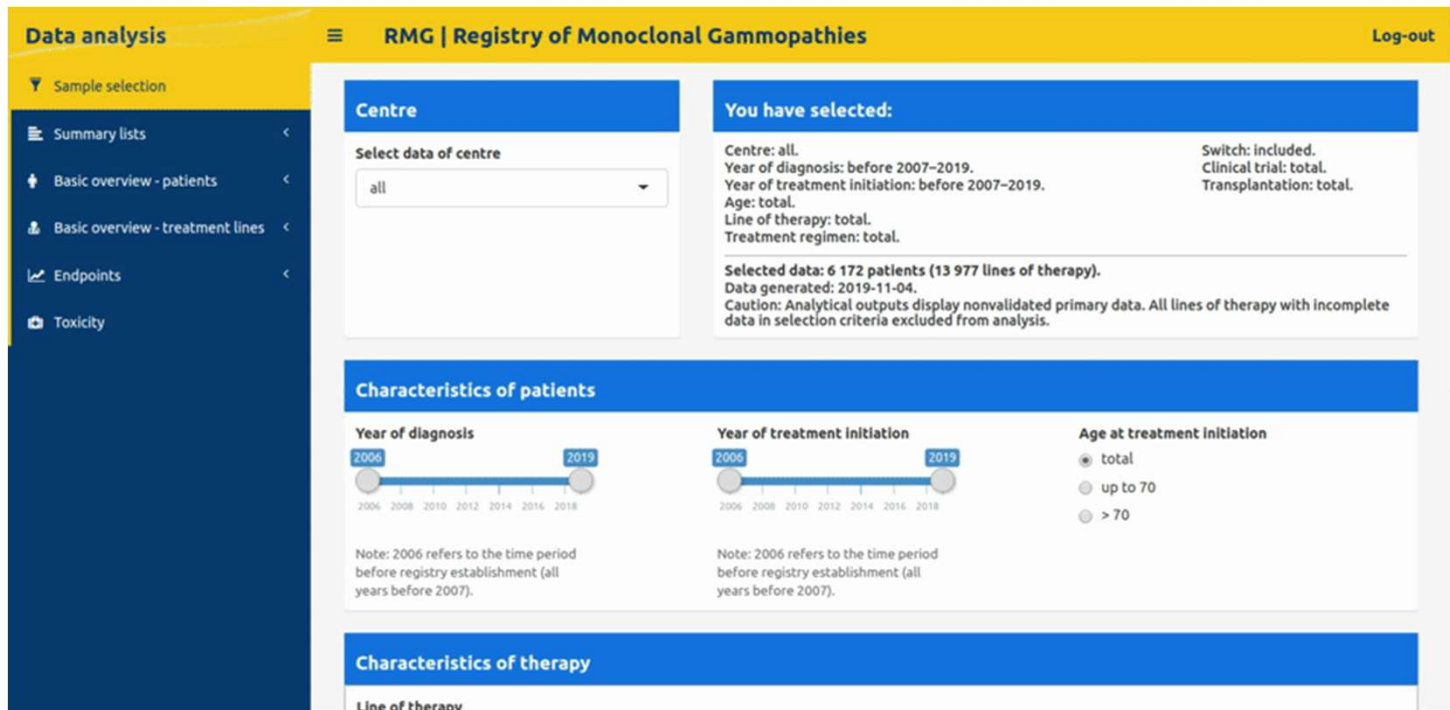 Data analysis
RMG | Registry of Monoclonal Gammopathies
Log-out
Sample selection
Summary lists
Basic overview - patients
Basic overview - treatment lines
Endpoints
Toxicity
Centre
Select data of centre
all
You have selected:
Centre: all.
Year of diagnosis: before 2007–2019.
Year of treatment initiation: before 2007–2019.
Age: total.
Line of therapy: total.
Treatment regimen: total.
Switch: included.
Clinical trial: total.
Transplantation: total.
Selected data: 6 172 patients (13 977 lines of therapy).
Data generated: 2019-11-04.
Caution: Analytical outputs display nonvalidated primary data. All lines of therapy with incomplete
data in selection criteria excluded from analysis.
Characteristics of patients
Year of diagnosis
2006 2019
2006 2008 2010 2012 2014 2016 2018
Note: 2006 refers to the time period
before registry establishment (all
years before 2007).
Year of treatment initiation
2006 2019
2006 2008 2010 2012 2014 2016 2018
Note: 2006 refers to the time period
before registry establishment (all
years before 2007).
Age at treatment initiation
total
up to 70
> 70
Characteristics of therapy
Line of therapy